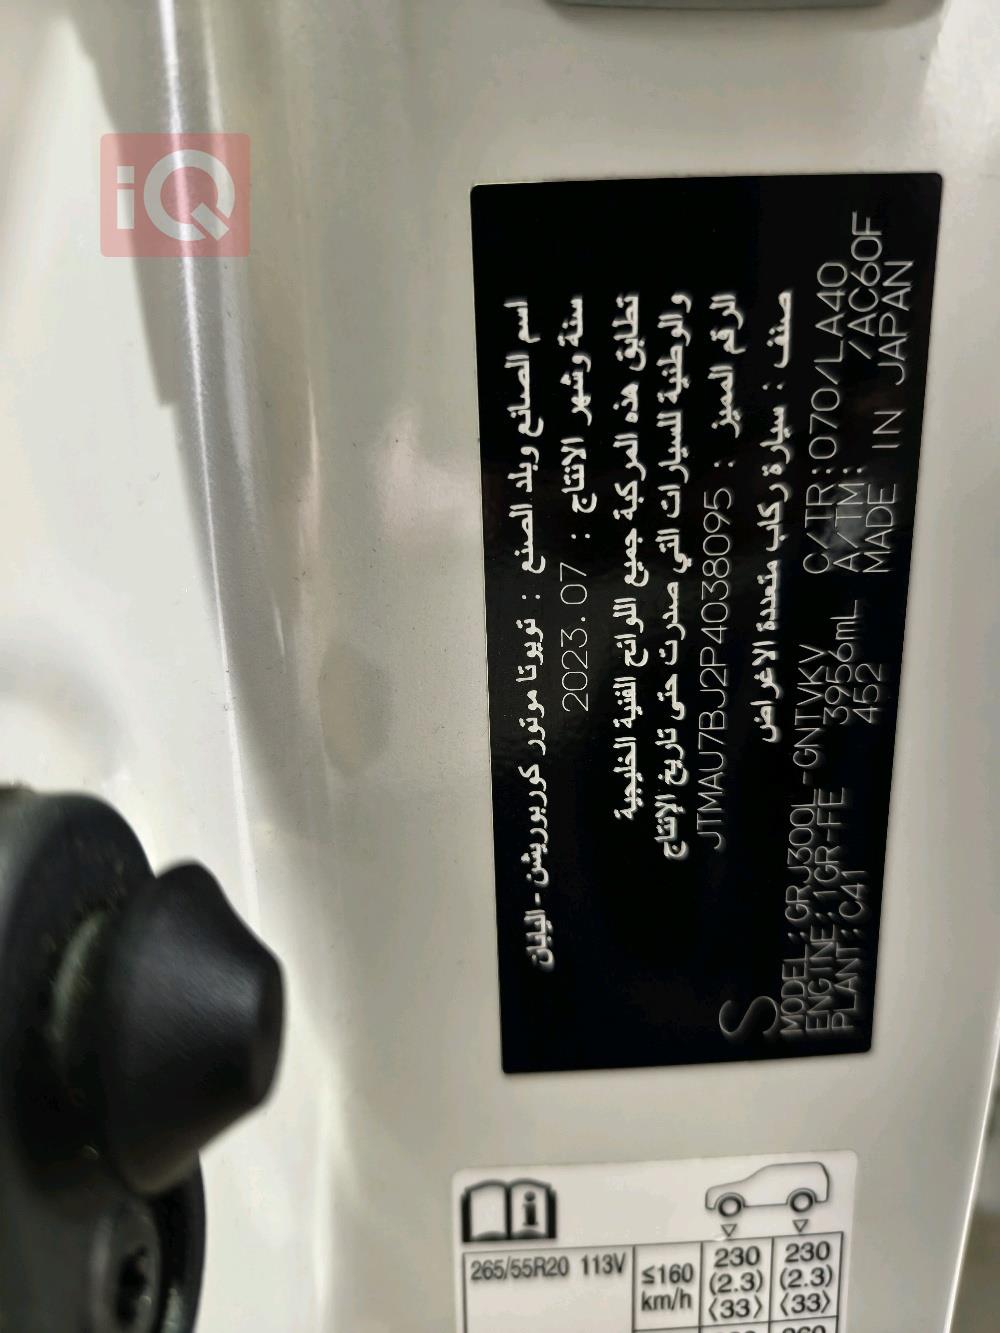 iQ
اسم الصانع وبلد الصنع : تويوتا موتور كوربوريشن - اليابان
سنة وشهر الانتاج : 2023.07
تطابق هذه المركبة جميع اللوائح الفنية الخليجية
والوطنية للسيارات التي صدرت حتى تاريخ الإنتاج
الرقم المميز : JTMAU7BJ2P4038095
صنف : سيارة ركاب متعددة الاغراض
S
MODEL:GRJ300L-GNTVKV C/TR:070/LA40
ENGINE:1GR-FE 3956mL A/TM: /AC60F
PLANT:C41 452 MADE IN JAPAN
265/55R20 113V ≤160 km/h 230 (2.3) ⟨33⟩ 230 (2.3) ⟨33⟩